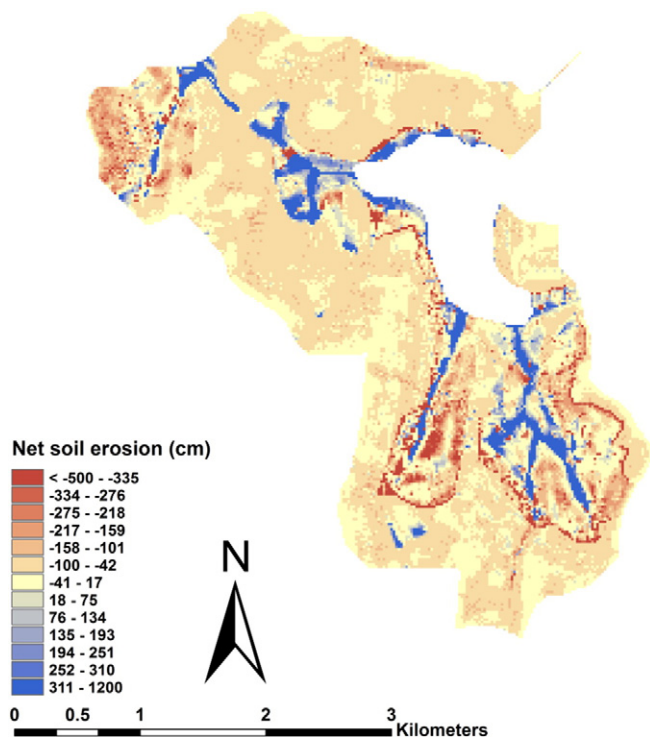 Net soil erosion (cm)
< -500 - -335
-334 - -276
-275 - -218
-217 - -159
-158 - -101
-100 - -42
-41 - 17
18 - 75
76 - 134
135 - 193
194 - 251
252 - 310
311 - 1200
N
0 0.5 1 2 3
Kilometers